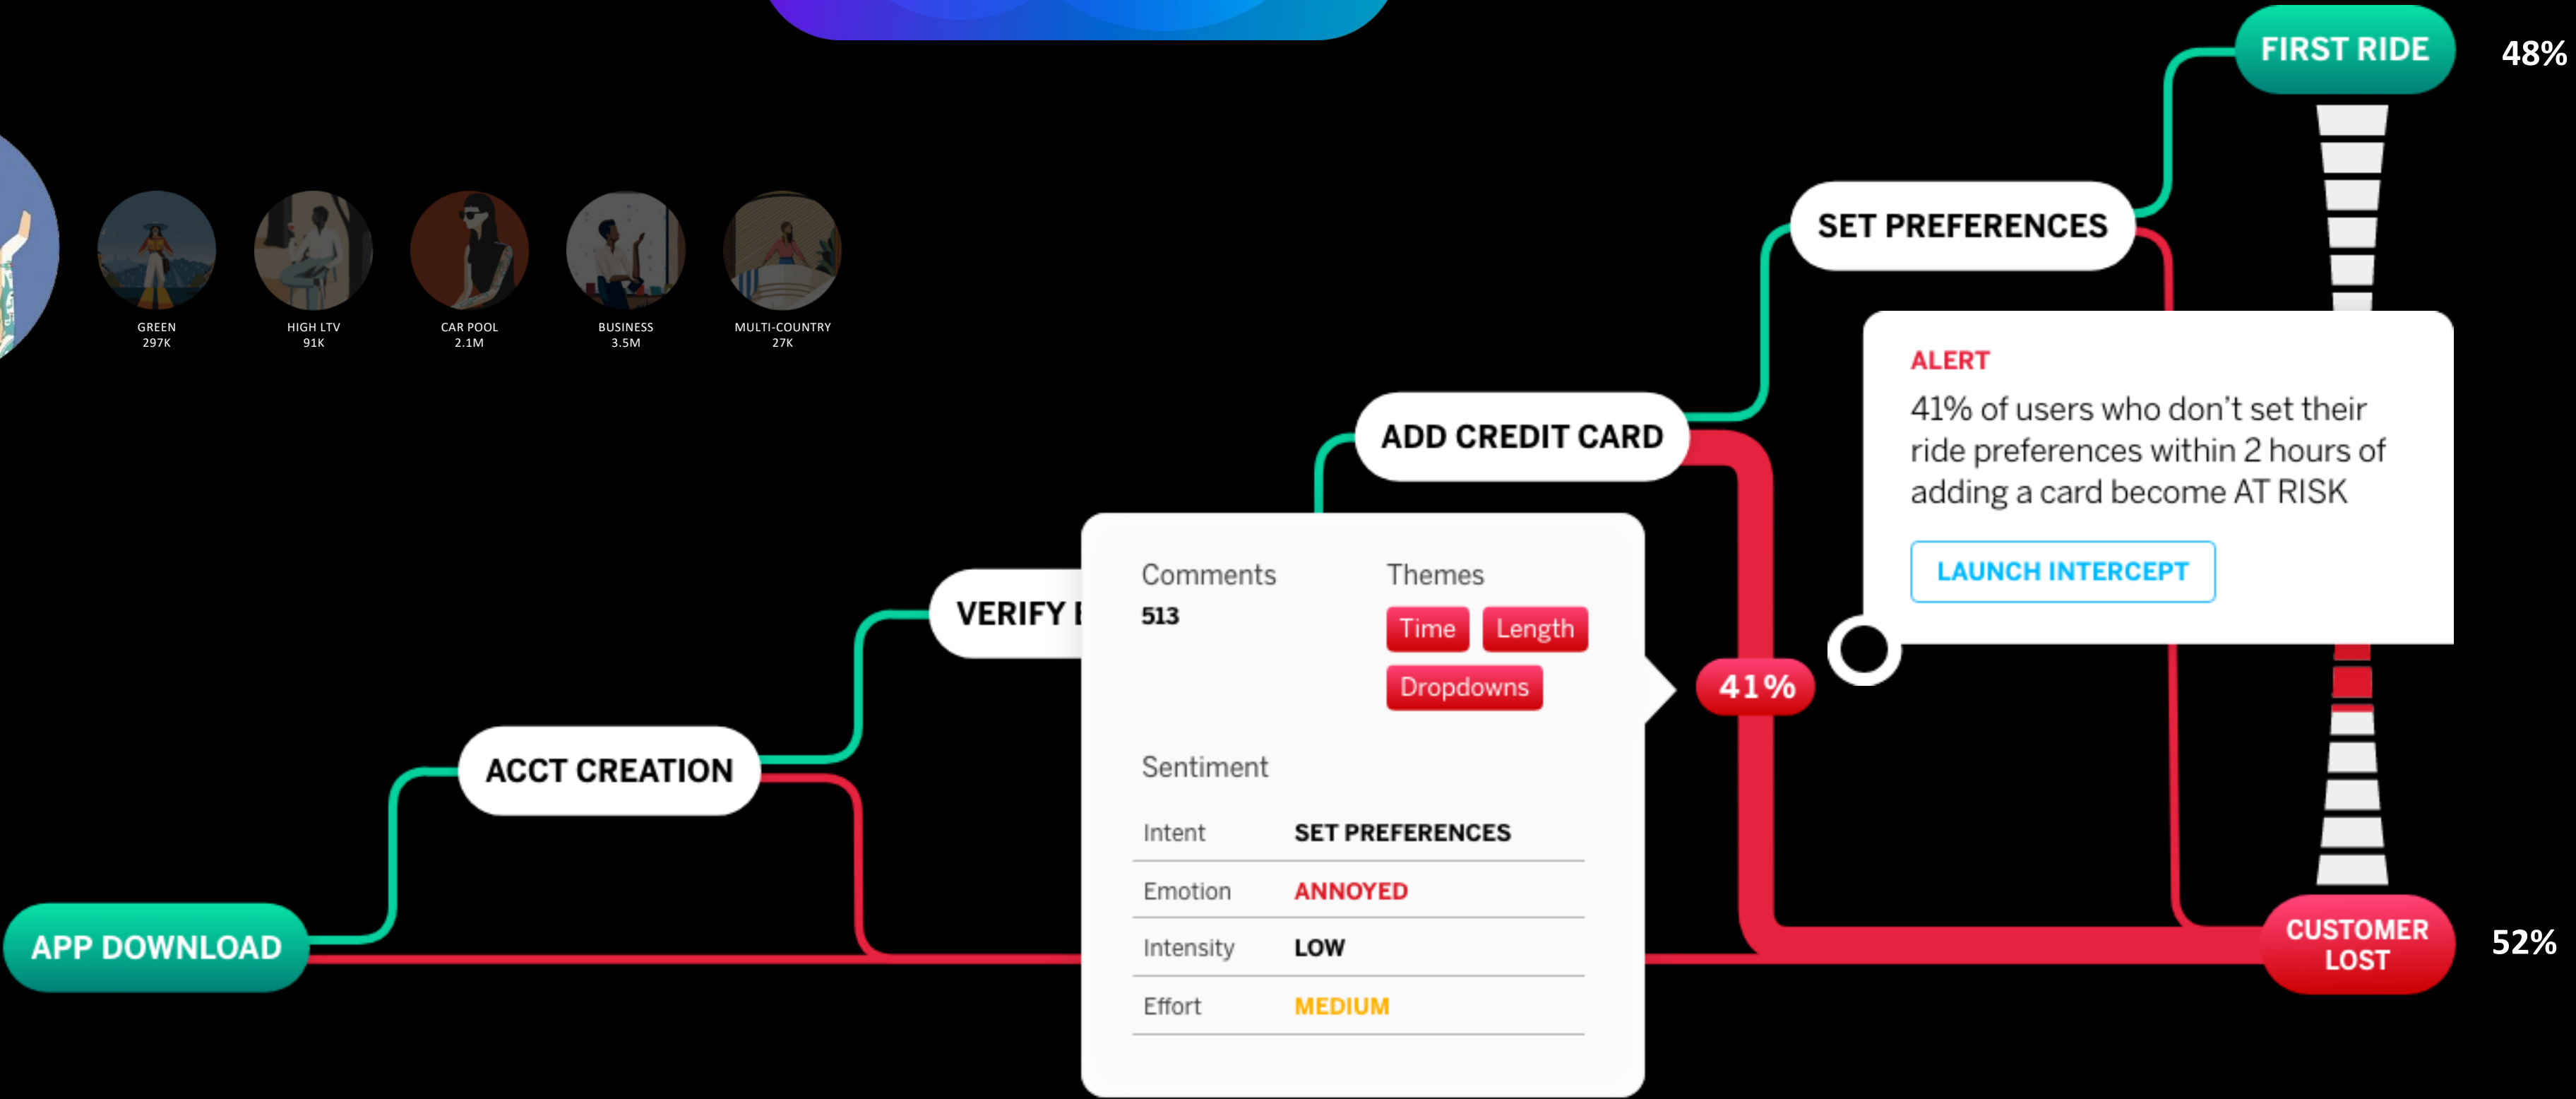 FIRST RIDE
48%
SET PREFERENCES
GREEN
297K
HIGH LTV
91K
CAR POOL
2.1M
BUSINESS
3.5M
MULTI-COUNTRY
27K
ALERT
41% of users who don't set their
ride preferences within 2 hours of
adding a card become AT RISK
LAUNCH INTERCEPT
ADD CREDIT CARD
VERIFY
Comments
513
Themes
Time
Length
Dropdowns
41%
Sentiment
Intent SET PREFERENCES
Emotion ANNOYED
Intensity LOW
Effort MEDIUM
ACCT CREATION
APP DOWNLOAD
CUSTOMER
LOST
52%